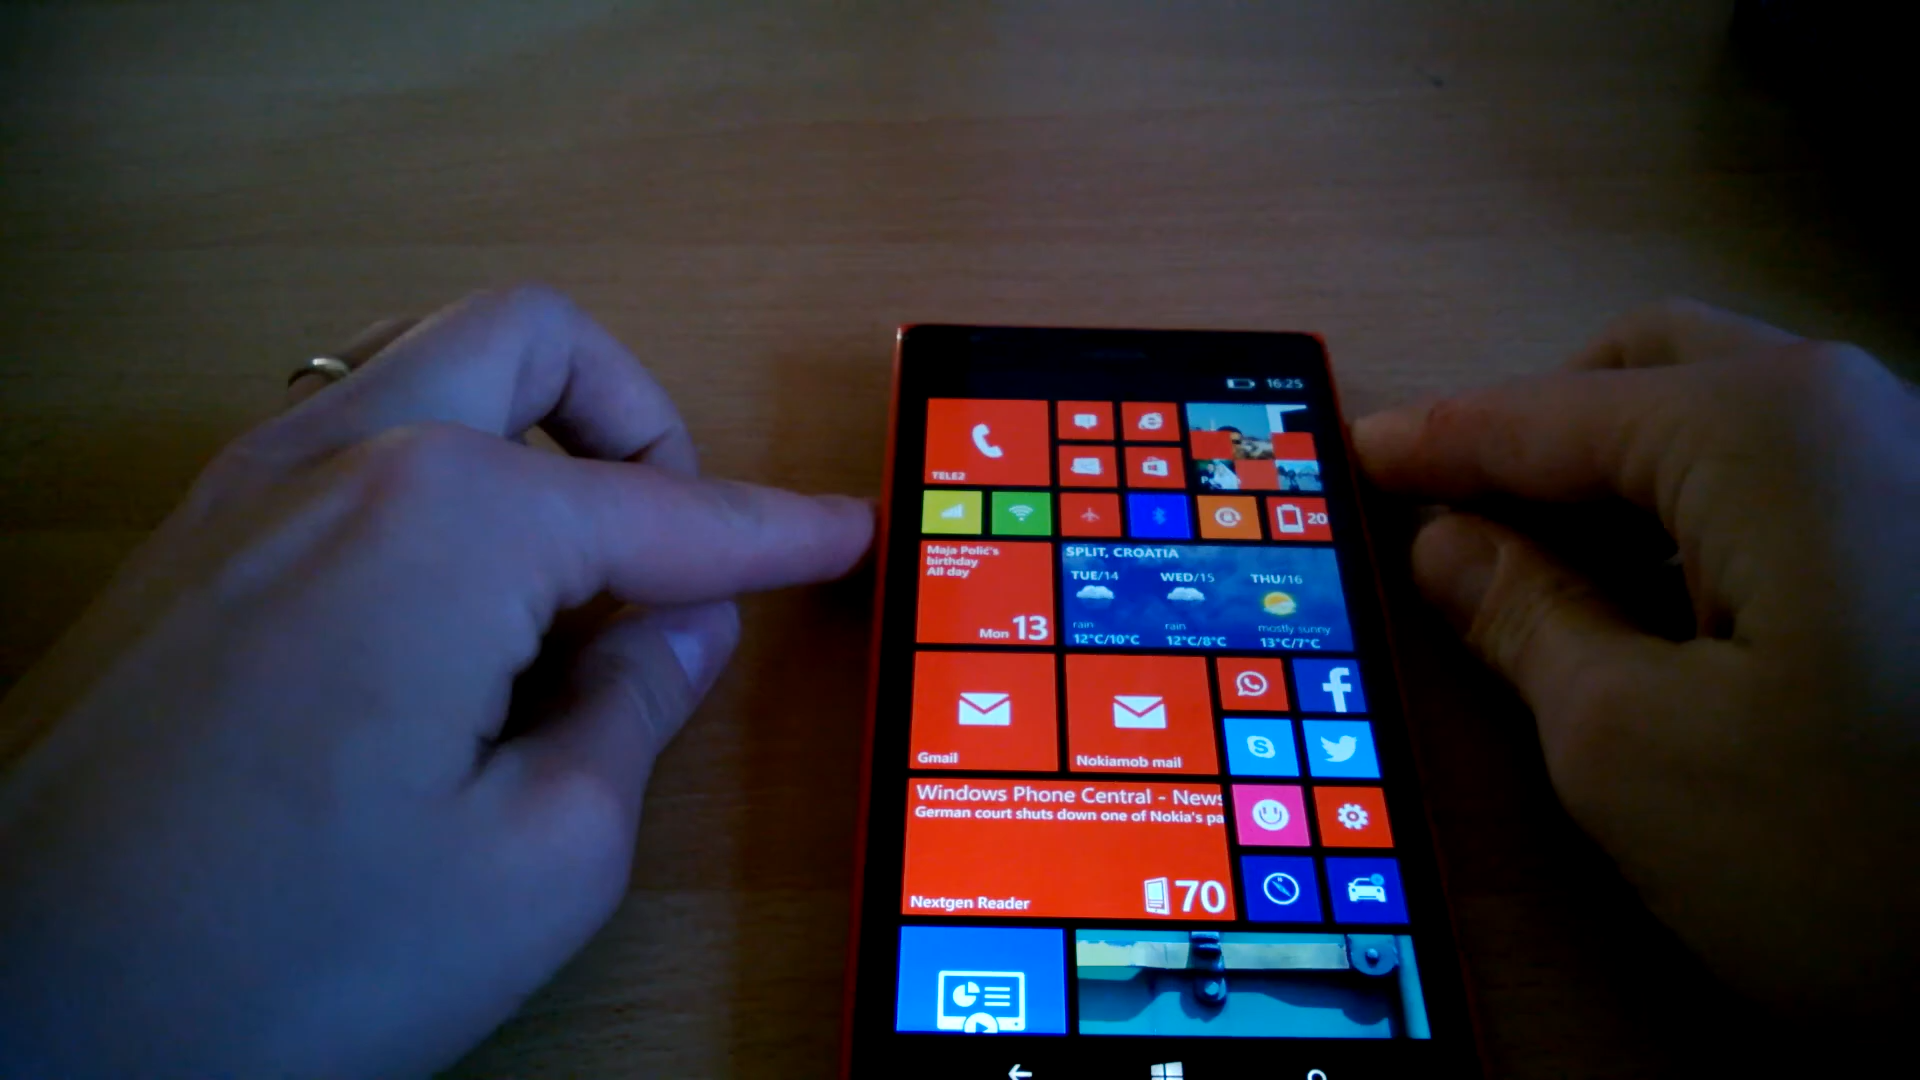 16:25
TELE2
20
Maja Polić's
birthday
All day
Mon 13
SPLIT, CROATIA
TUE/14 WED/15 THU/16
rain rain mostly sunny
12°C/10°C 12°C/8°C 13°C/7°C
Gmail
Nokiamob mail
Windows Phone Central - News
German court shuts down one of Nokia's pa
Nextgen Reader
70